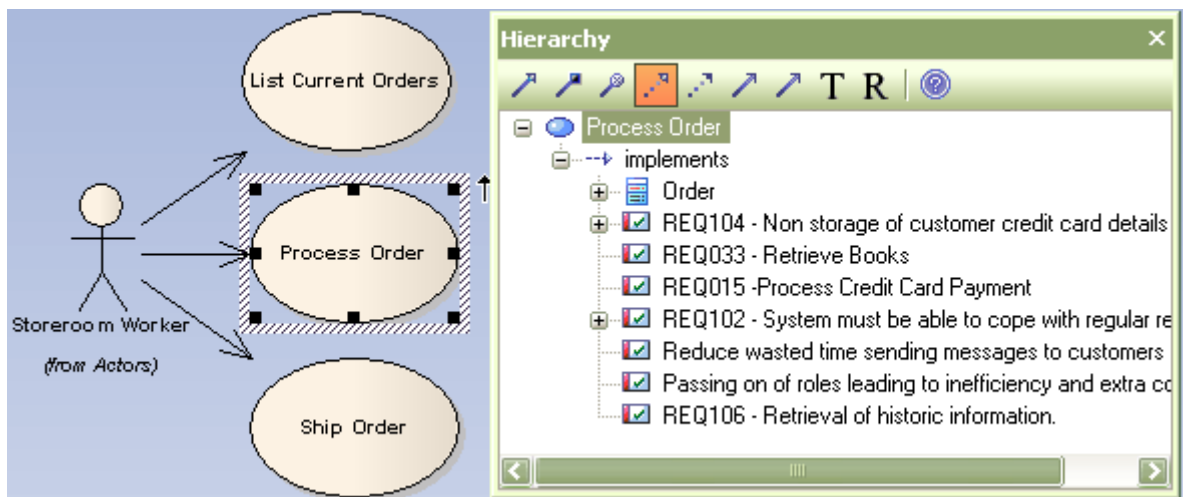 List Current Orders
Process Order
Storeroom Worker
(from Actors)
Ship Order
Hierarchy
T R
Process Order
implements
Order
REQ104 - Non storage of customer credit card details
REQ033 - Retrieve Books
REQ015 -Process Credit Card Payment
REQ102 - System must be able to cope with regular re
Reduce wasted time sending messages to customers
Passing on of roles leading to inefficiency and extra co
REQ106 - Retrieval of historic information.